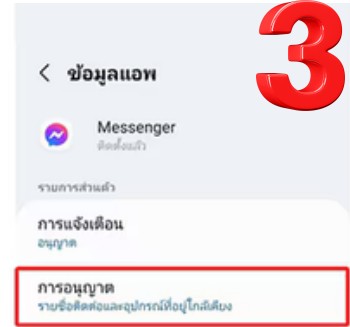 3
ข้อมูลแอพ
Messenger
ติดตั้งแล้ว
รายการส่วนตัว
การแจ้งเตือน
อนุญาต
การอนุญาต
รายชื่อติดต่อและอุปกรณ์ที่อยู่ใกล้เคียง